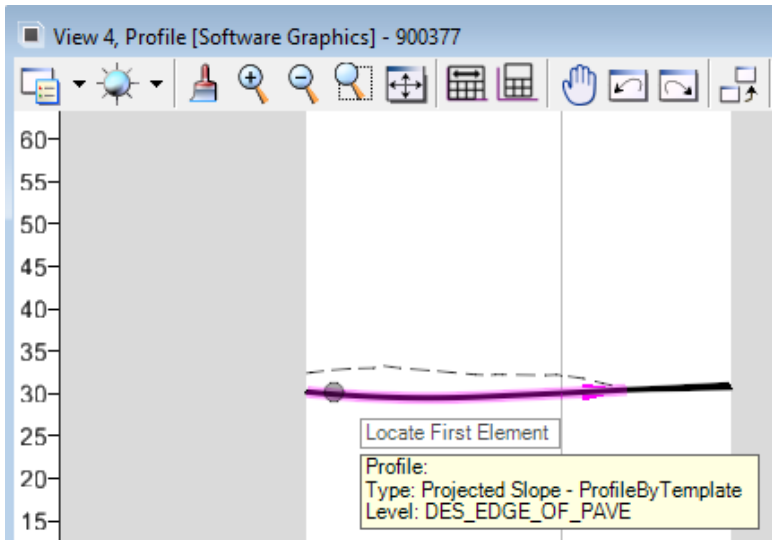 View 4, Profile [Software Graphics] - 900377
60
55
50
45
40
35
30
25
20
15
Locate First Element
Profile:
Type: Projected Slope - ProfileByTemplate
Level: DES_EDGE_OF_PAVE